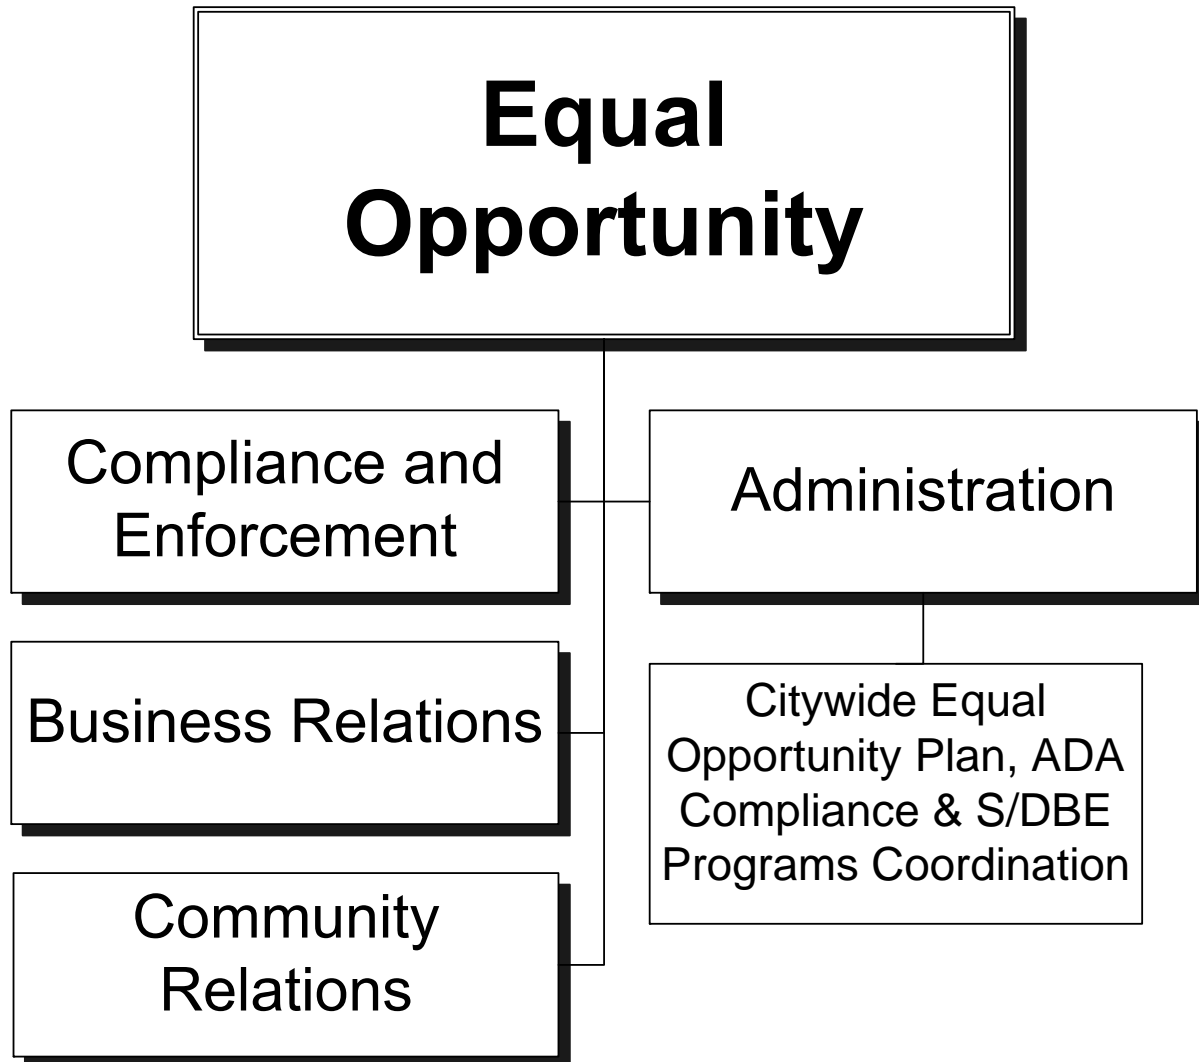 Equal
Opportunity
Compliance and
Enforcement
Administration
Business Relations
Citywide Equal
Opportunity Plan, ADA
Compliance & S/DBE
Programs Coordination
Community
Relations